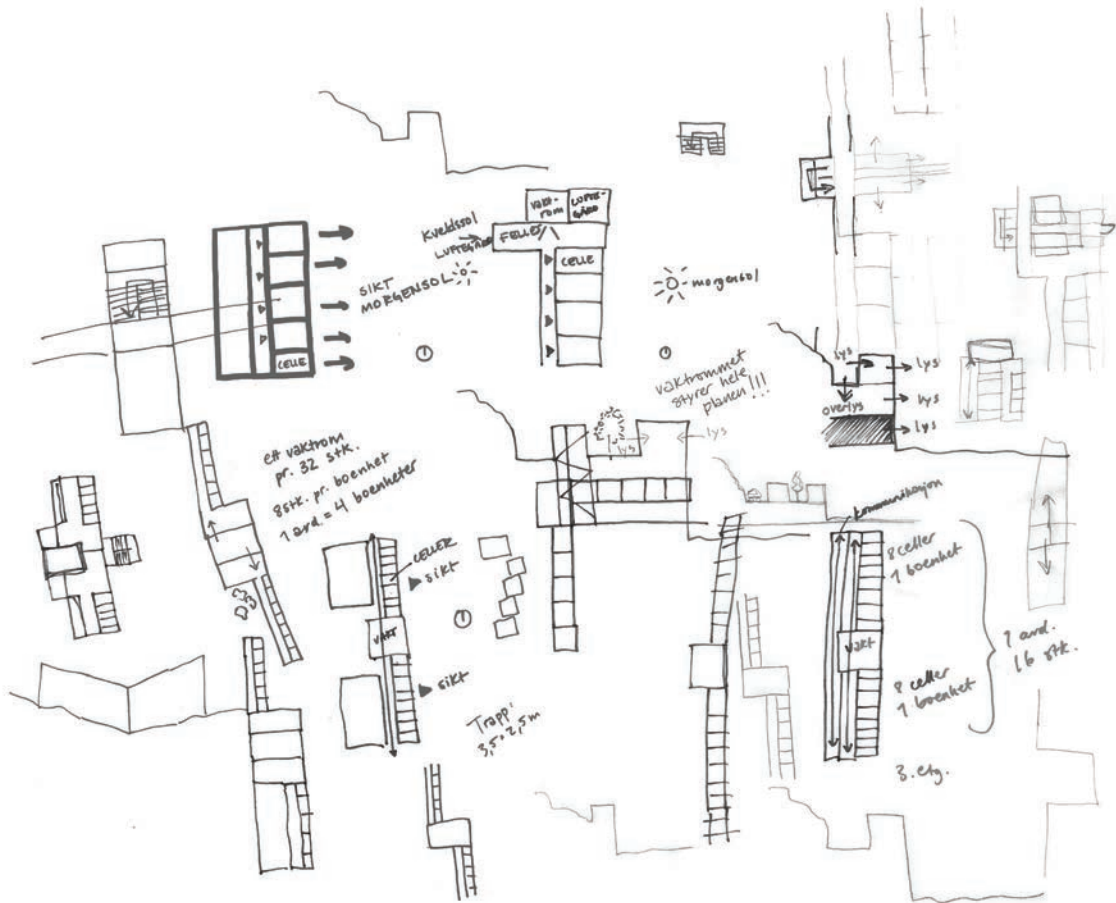 vakt-
rom
LUFTE-
GÅRD
Kveldssol
LUFTEGÅRD
FELLES
CELLE
SIKT
MORGENSOL
morgensol
CELLE
lys
lys
lys
overlys
lys
vaktrommet
styrer hele
planen!!!
lys
lys
ett vaktrom
pr. 32 stk.
8stk. pr. boenhet
1 avd. = 4 boenheter
kommunikasjon
CELLER
sikt
8 celler
1 boenhet
1 avd.
16 stk.
VAKT
vakt
sikt
8 celler
1 boenhet
Trapp:
3,5 · 2,5 m
3. etg.